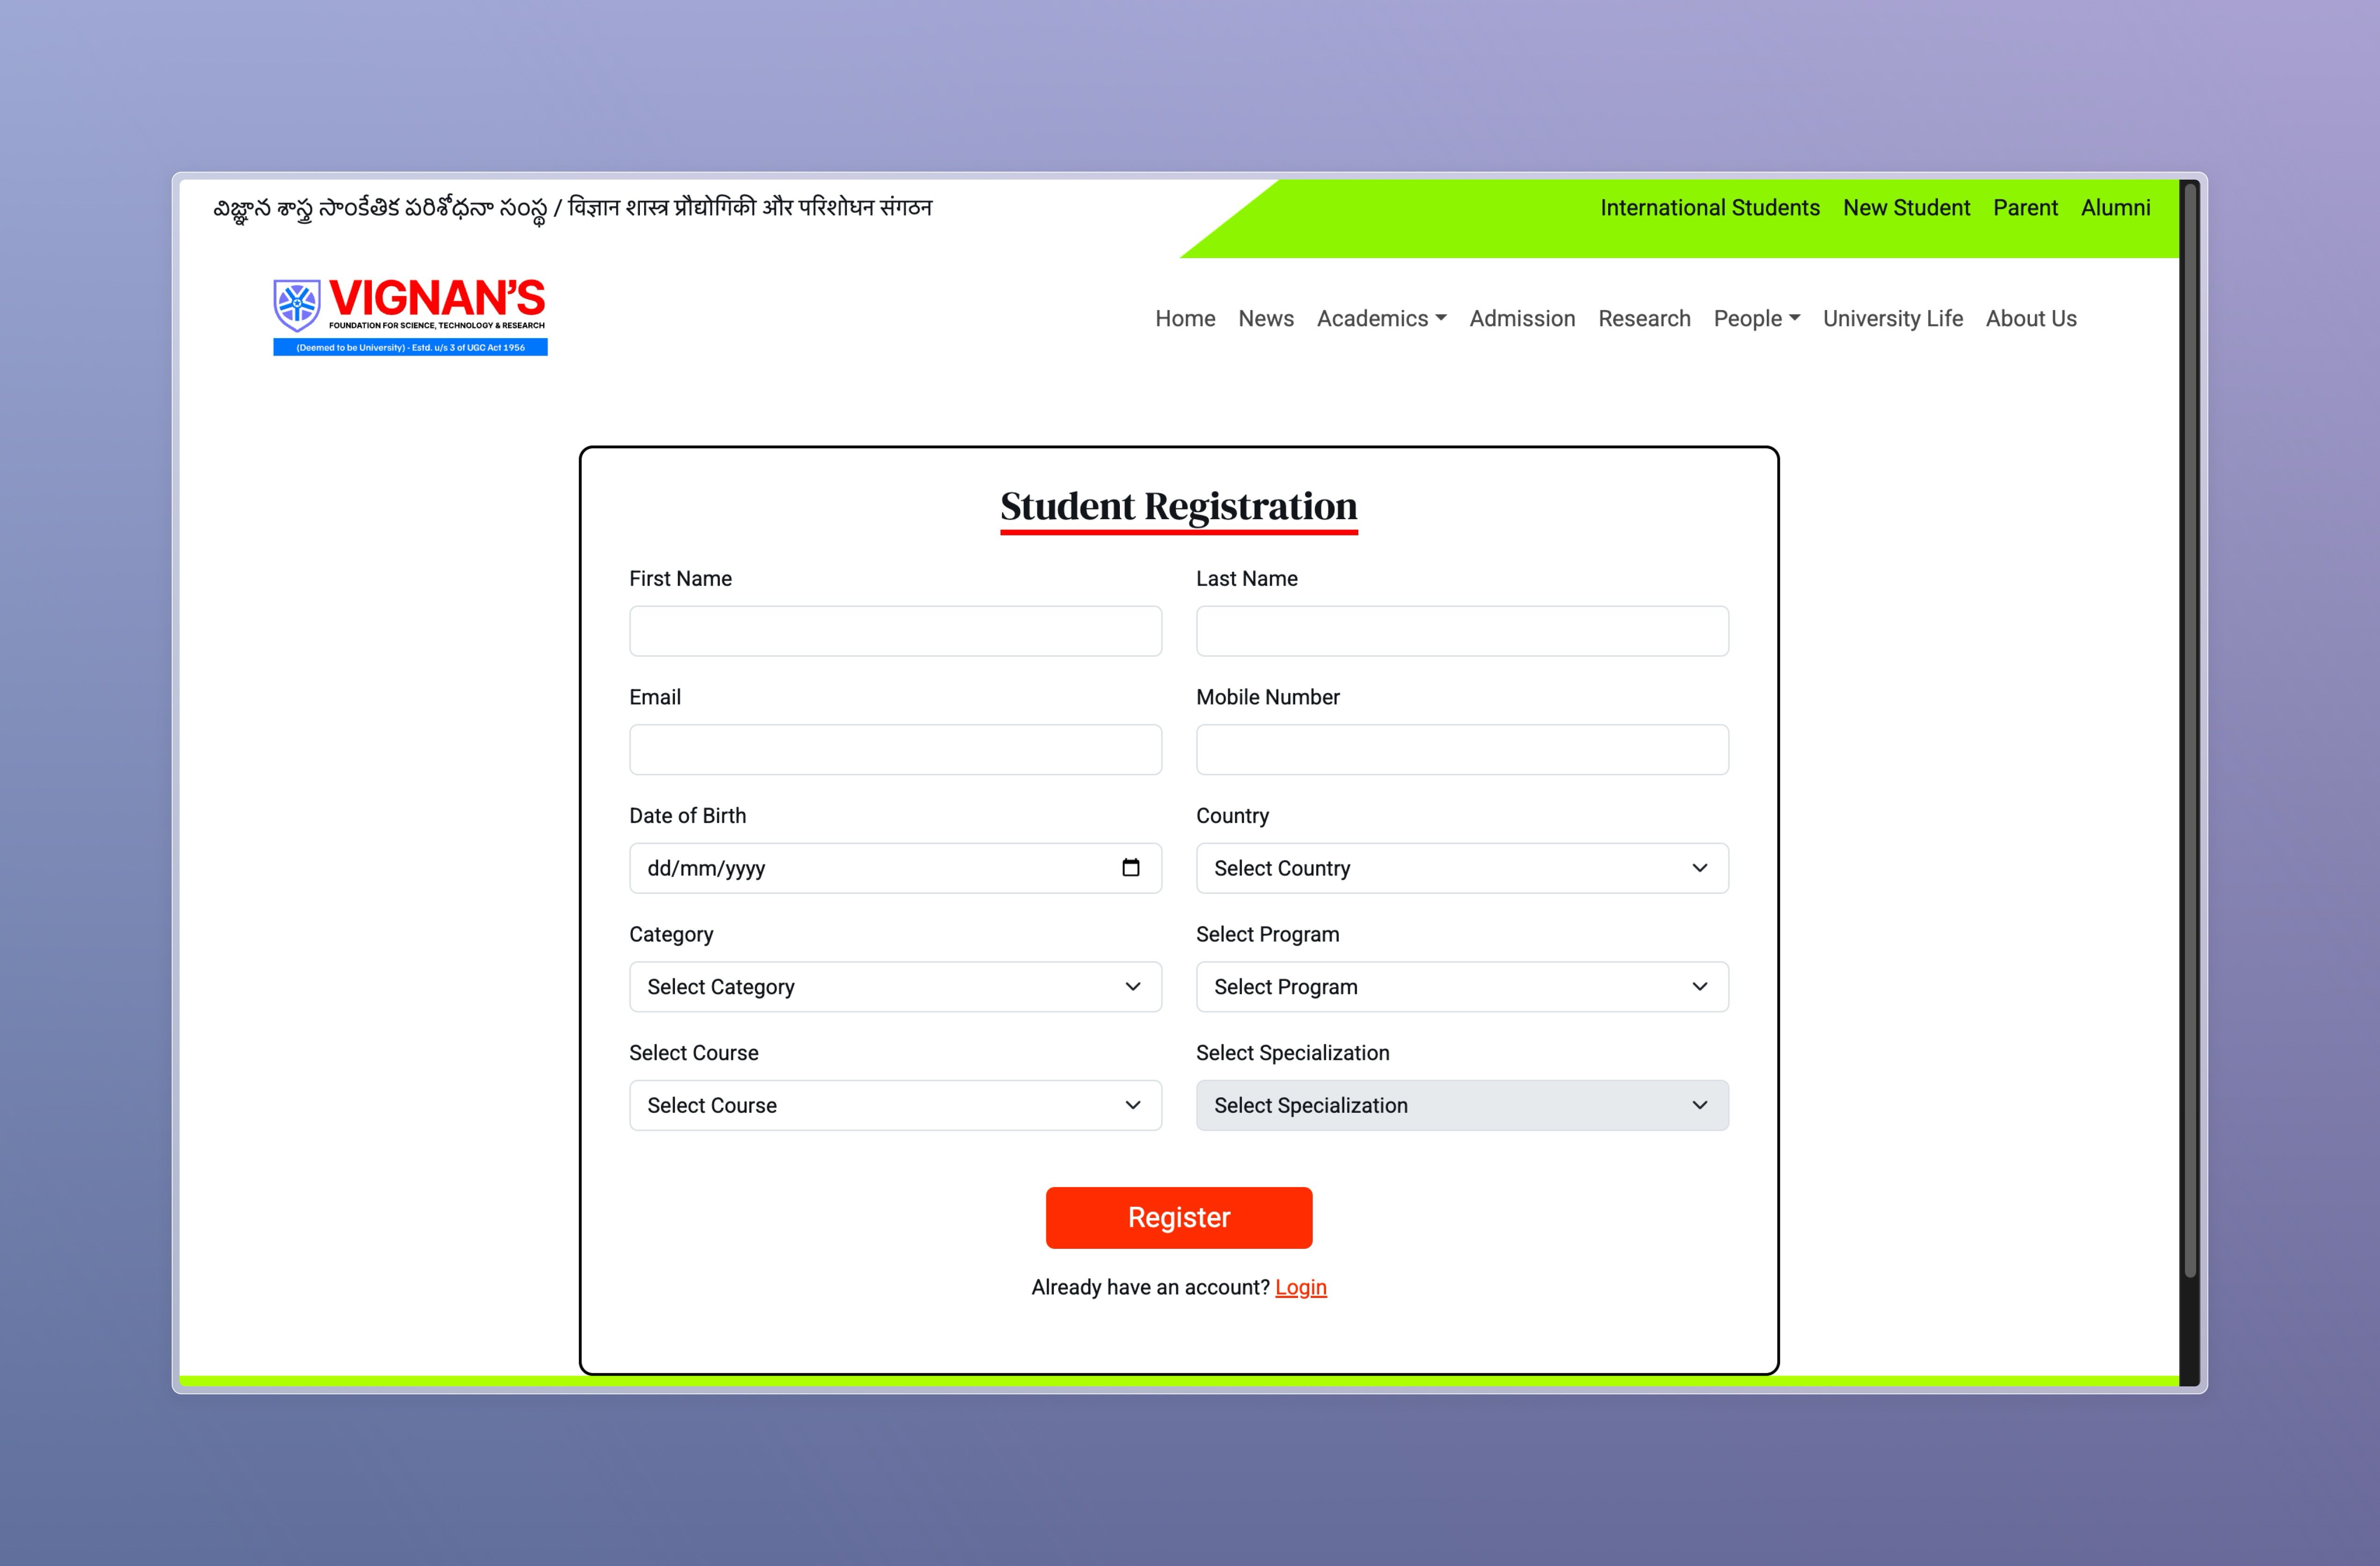 విజ్ఞాన శాస్త్ర సాంకేతిక పరిశోధనా సంస్థ / विज्ञान शास्त्र प्रौद्योगिकी और परिशोधन संगठन
International Students New Student Parent Alumni
VIGNAN'S
FOUNDATION FOR SCIENCE, TECHNOLOGY & RESEARCH
(Deemed to be University) - Estd. u/s 3 of UGC Act 1956
Home News Academics Admission Research People University Life About Us
Student Registration
First Name Last Name
Email Mobile Number
Date of Birth Country
dd/mm/yyyy Select Country
Category Select Program
Select Category Select Program
Select Course Select Specialization
Select Course Select Specialization
Register
Already have an account? Login